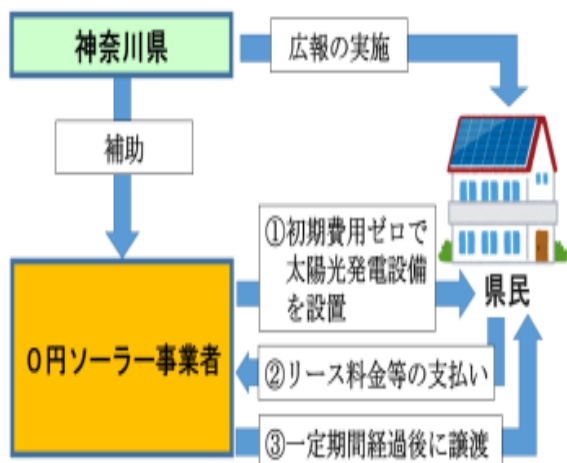 神奈川県
広報の実施
補助
①初期費用ゼロで
太陽光発電設備
を設置
県民
０円ソーラー事業者
②リース料金等の支払い
③一定期間経過後に譲渡